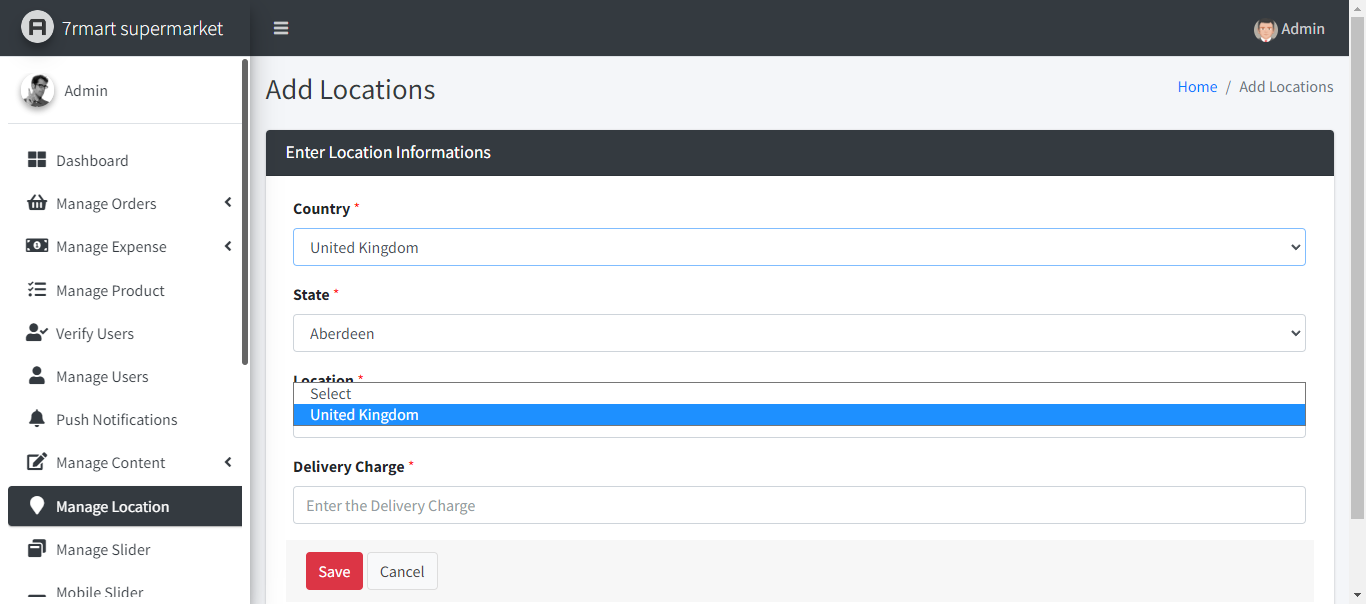 7rmart supermarket
Admin
Admin
Dashboard
Manage Orders
Manage Expense
Manage Product
Verify Users
Manage Users
Push Notifications
Manage Content
Manage Location
Manage Slider
Mobile Slider
Add Locations
Home / Add Locations
Enter Location Informations
Country *
United Kingdom
State *
Aberdeen
Location *
Select
United Kingdom
Delivery Charge *
Enter the Delivery Charge
Save
Cancel